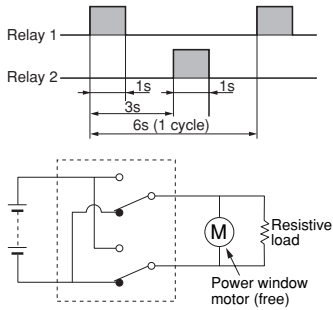 Relay 1
Relay 2
1s
1s
3s
6s (1 cycle)
M
Resistive
load
Power window
motor (free)